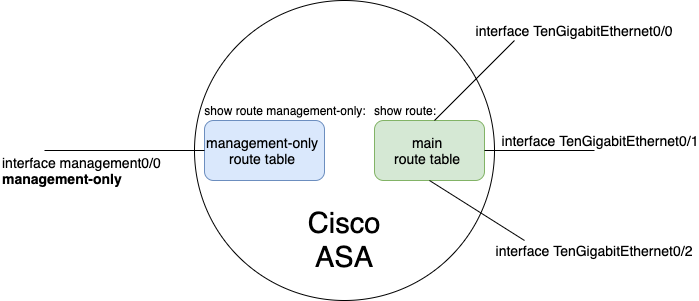 interface TenGigabitEthernet0/0
show route management-only:
show route:
management-only
route table
main
route table
interface TenGigabitEthernet0/1
interface management0/0
management-only
Cisco
ASA
interface TenGigabitEthernet0/2